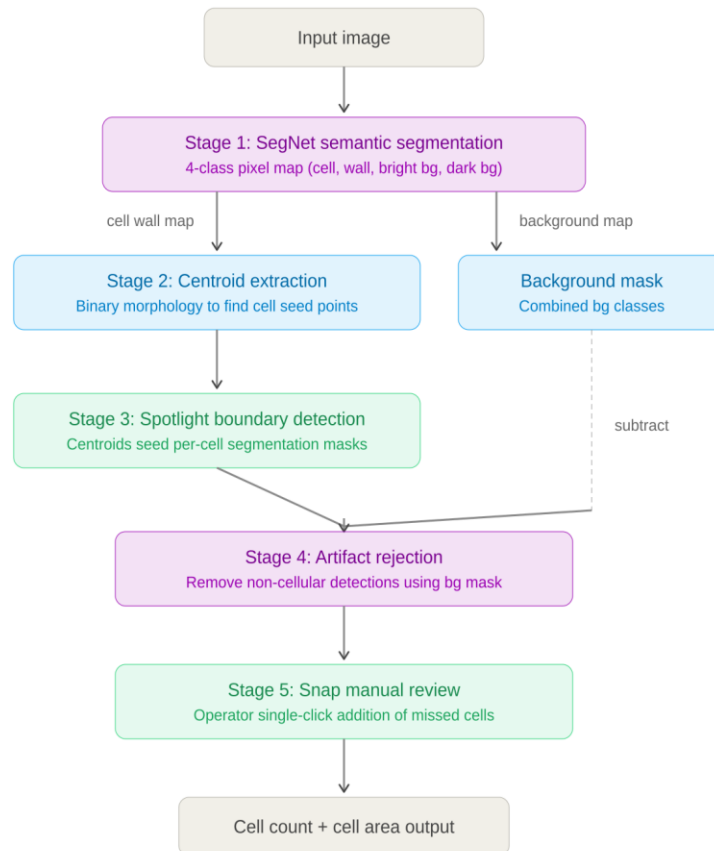 Input image
Stage 1: SegNet semantic segmentation
4-class pixel map (cell, wall, bright bg, dark bg)
cell wall map
background map
Stage 2: Centroid extraction
Binary morphology to find cell seed points
Background mask
Combined bg classes
Stage 3: Spotlight boundary detection
Centroids seed per-cell segmentation masks
subtract
Stage 4: Artifact rejection
Remove non-cellular detections using bg mask
Stage 5: Snap manual review
Operator single-click addition of missed cells
Cell count + cell area output